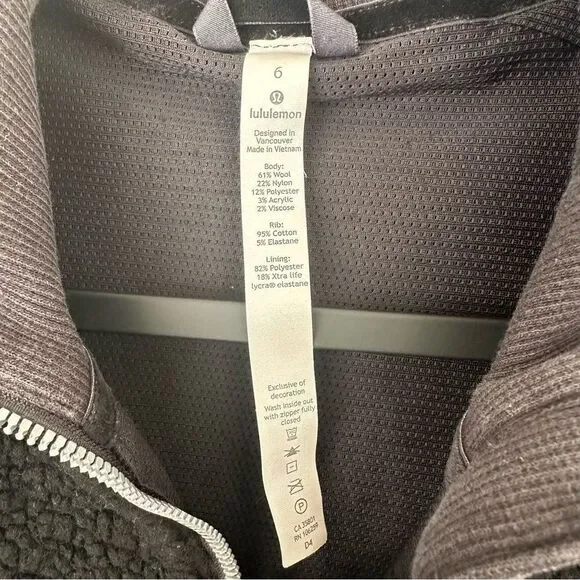 6
lululemon
Designed in
Vancouver
Made in Vietnam
Body:
61% Wool
22% Nylon
12% Polyester
3% Acrylic
2% Viscose
Rib:
95% Cotton
5% Elastane
Lining:
82% Polyester
18% Xtra life
lycra® elastane
Exclusive of
decoration
Wash inside out
with zipper fully
closed
P
CA 35801
RN 106259
D4